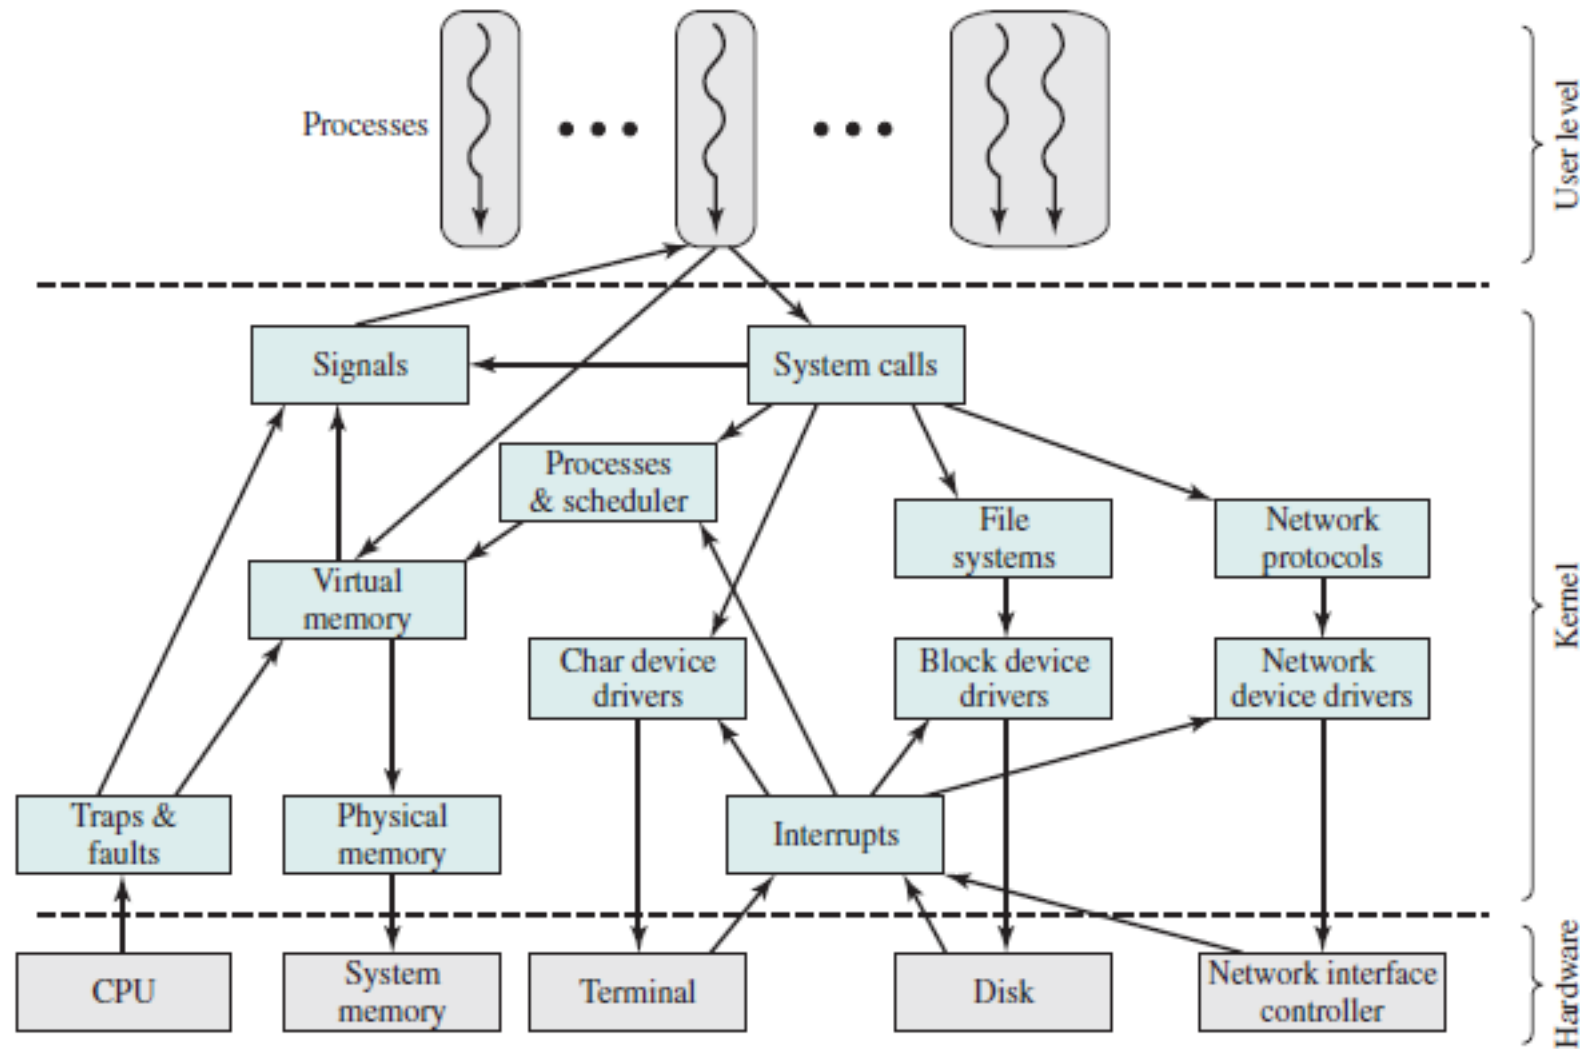 Processes
User level
Signals
System calls
Processes
& scheduler
File
systems
Network
protocols
Virtual
memory
Kernel
Char device
drivers
Block device
drivers
Network
device drivers
Traps &
faults
Physical
memory
Interrupts
CPU
System
memory
Terminal
Disk
Network interface
controller
Hardware